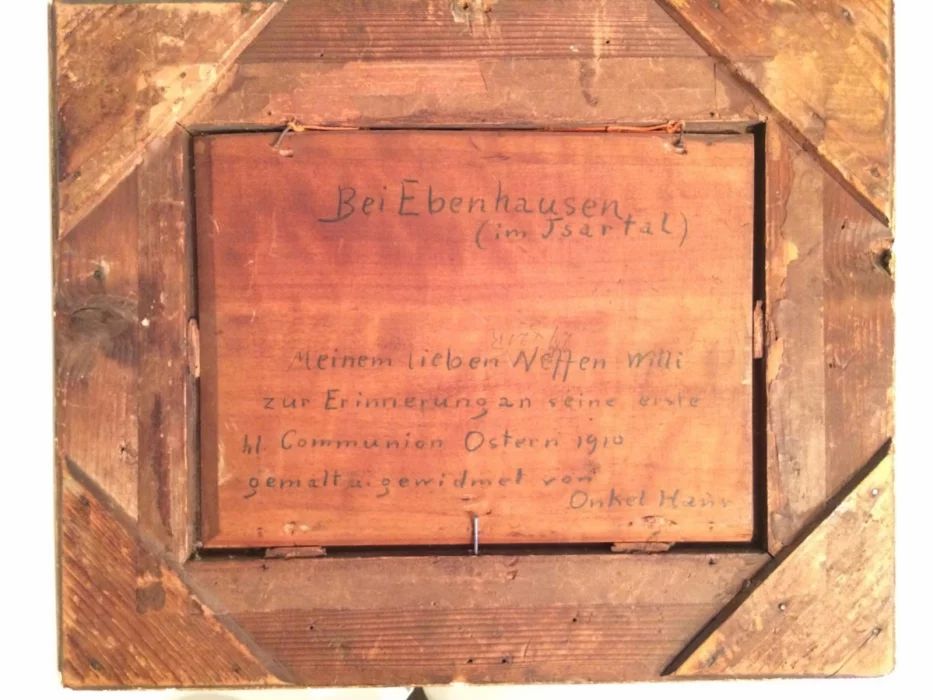 Bei Ebenhausen
(im Isartal)
Meinem lieben Neffen Willi
zur Erinnerung an seine erste
hl. Communion Ostern 1910
gemalt u. gewidmet von
Onkel Hans